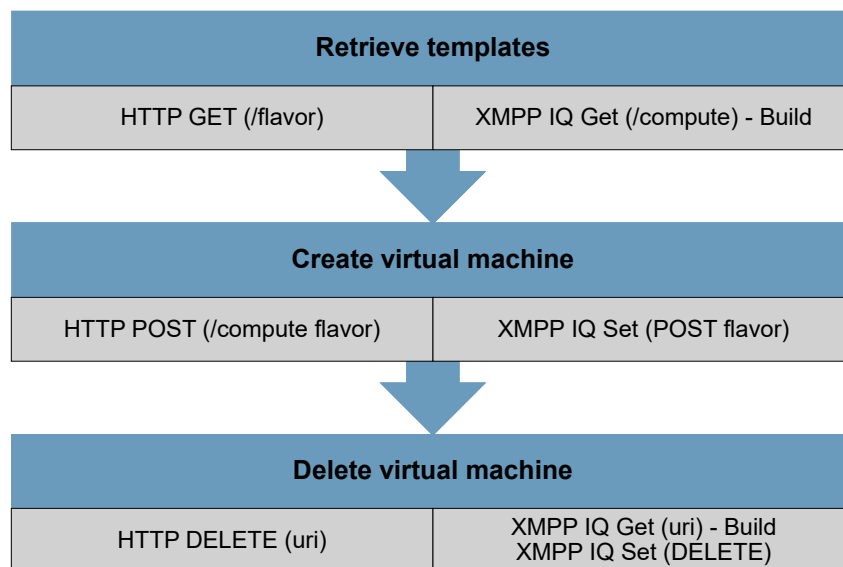 Retrieve templates
HTTP GET (/flavor)
XMPP IQ Get (/compute) - Build
Create virtual machine
HTTP POST (/compute flavor)
XMPP IQ Set (POST flavor)
Delete virtual machine
HTTP DELETE (uri)
XMPP IQ Get (uri) - Build
XMPP IQ Set (DELETE)